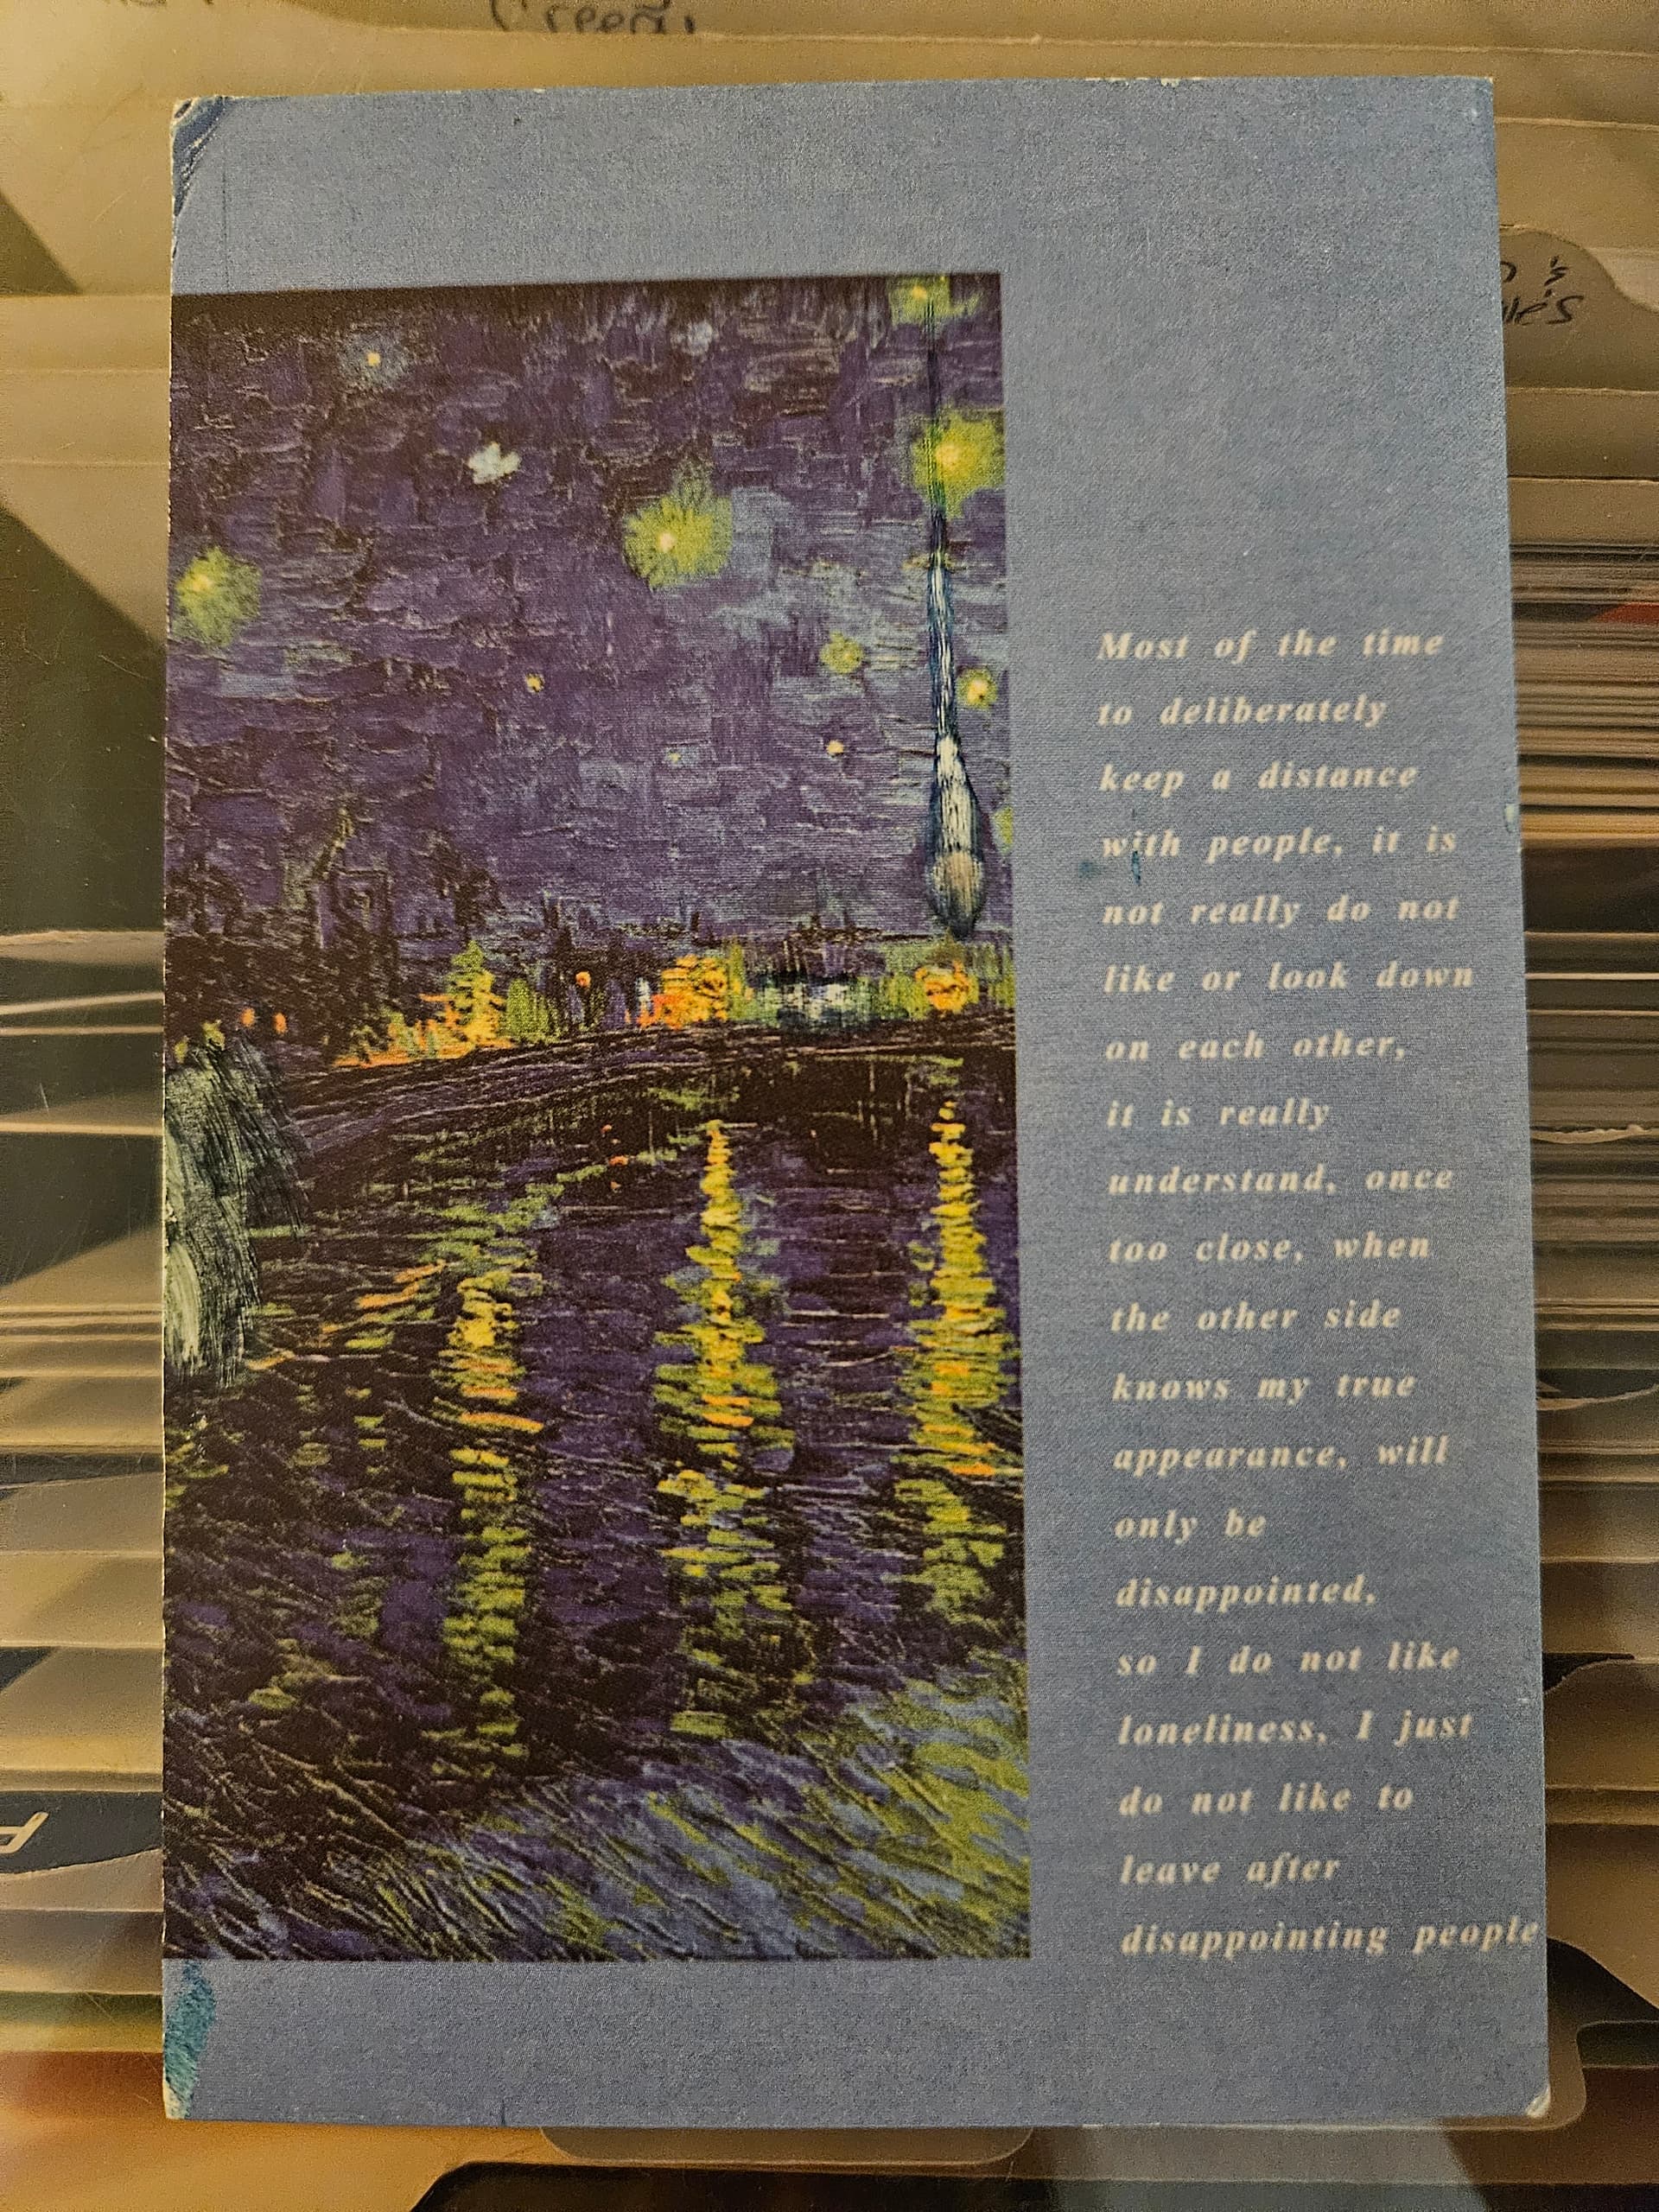 Creeπ,
Most of the time
to deliberately
keep a distance
with people, it is
not really do not
like or look down
on each other,
it is really
understand, once
too close, when
the other side
knows my true
appearance, will
only be
disappointed,
so I do not like
loneliness, I just
do not like to
leave after
disappointing people